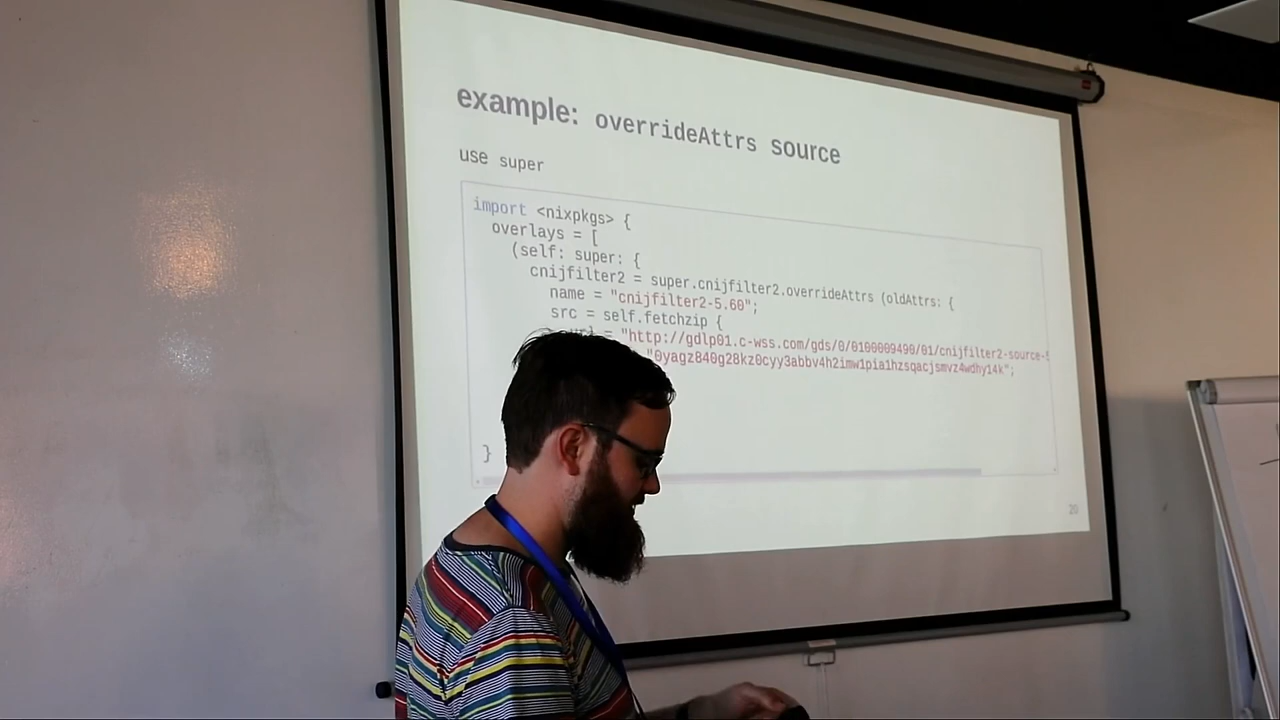 example: overrideAttrs source
use super
import <nixpkgs> {
overlays = [
(self: super: {
cnijfilter2 = super.cnijfilter2.overrideAttrs (oldAttrs: {
name = "cnijfilter2-5.60";
src = self.fetchzip {
= "http://gdlp01.c-wss.com/gds/0/0100009490/01/cnijfilter2-source-
"0yagz840g28kz0cyy3abbv4h2imw1pia1hzsqacjsmvz4wdhy14k";
}
20